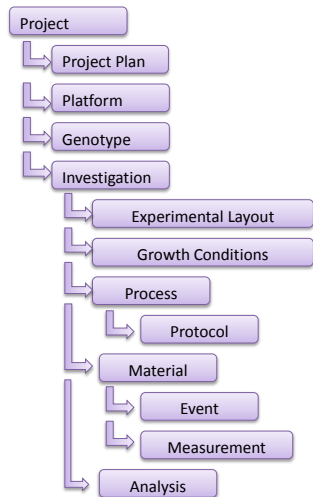 Project
Project Plan
Platform
Genotype
Investigation
Experimental Layout
Growth Conditions
Process
Protocol
Material
Event
Measurement
Analysis